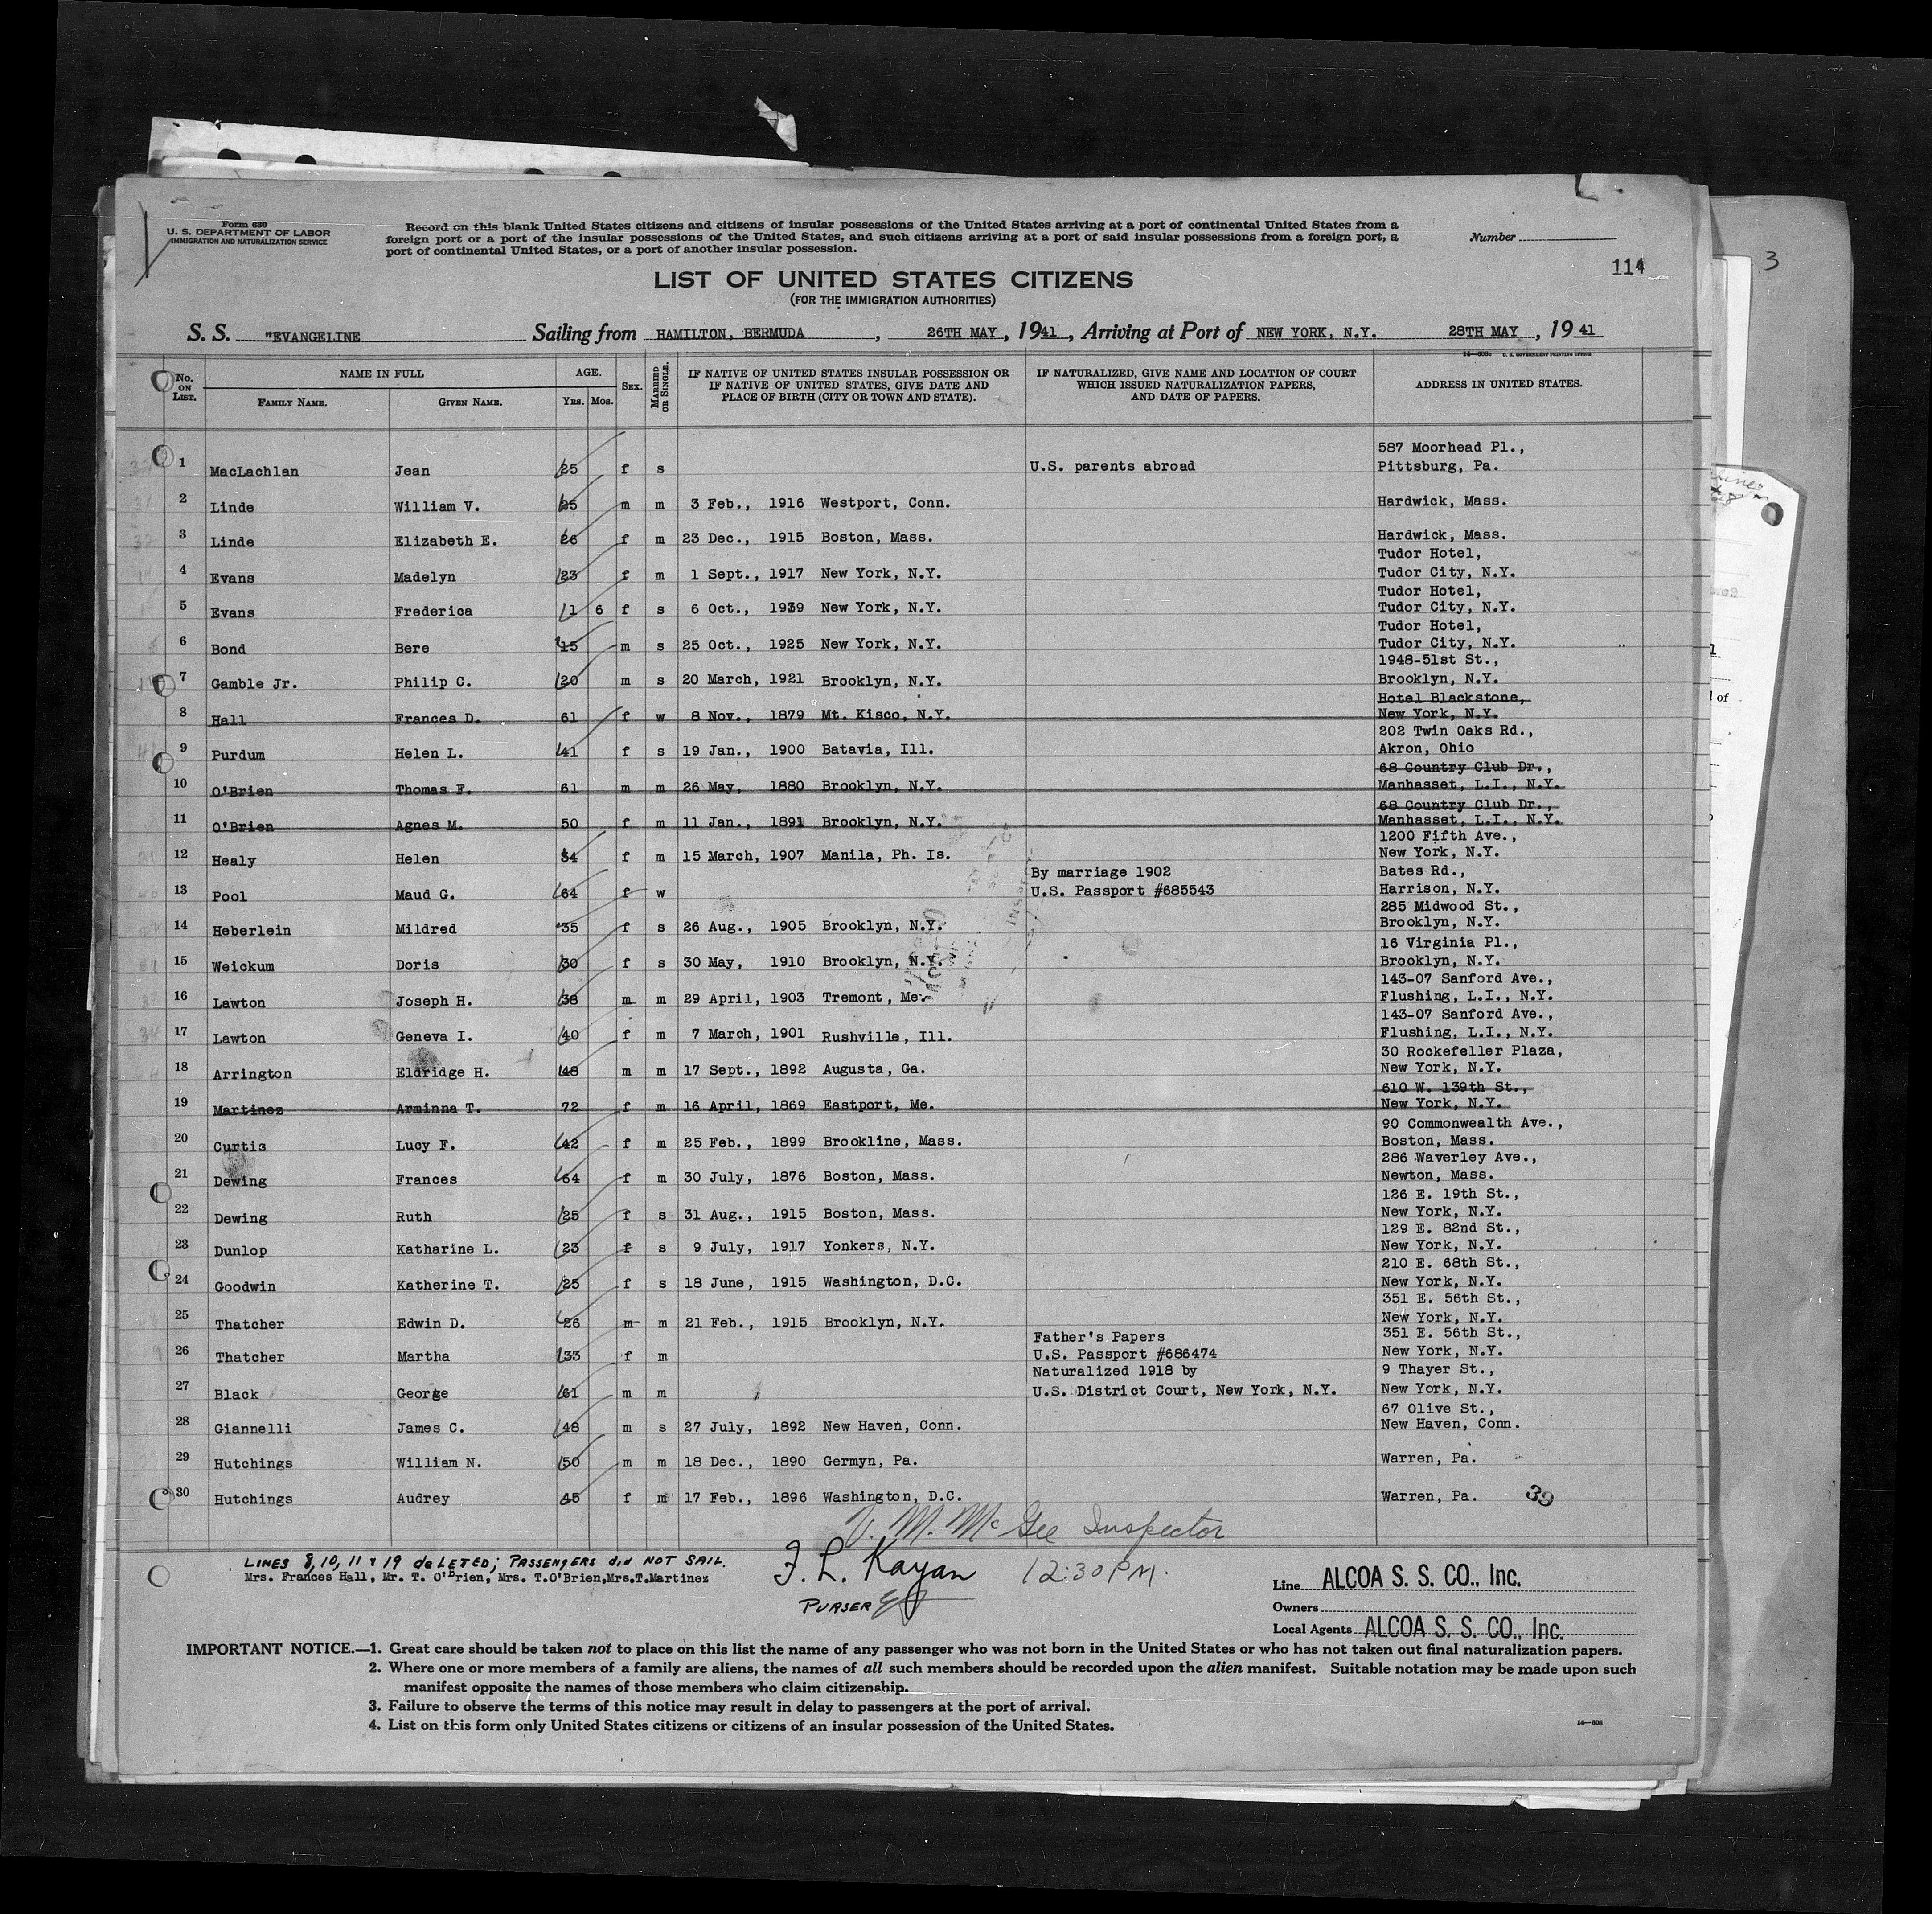 Form 630
U. S. DEPARTMENT OF LABOR
IMMIGRATION AND NATURALIZATION SERVICE
Record on this blank United States citizens and citizens of insular possessions of the United States arriving at a port of continental United States from a
foreign port or a port of the insular possessions of the United States, and such citizens arriving at a port of said insular possessions from a foreign port, a
port of continental United States, or a port of another insular possession.
Number
114
3
LIST OF UNITED STATES CITIZENS
(FOR THE IMMIGRATION AUTHORITIES)
S. S. "EVANGELINE Sailing from HAMILTON, BERMUDA, 26TH MAY, 1941, Arriving at Port of NEW YORK, N.Y. 28TH MAY, 1941
No. ON LIST. NAME IN FULL FAMILY NAME. GIVEN NAME. AGE. YRS. MOS. SEX. MARRIED OR SINGLE. IF NATIVE OF UNITED STATES INSULAR POSSESSION OR IF NATIVE OF UNITED STATES, GIVE DATE AND PLACE OF BIRTH (CITY OR TOWN AND STATE). IF NATURALIZED, GIVE NAME AND LOCATION OF COURT WHICH ISSUED NATURALIZATION PAPERS, AND DATE OF PAPERS. ADDRESS IN UNITED STATES.
1 MacLachlan Jean 25 f s U.S. parents abroad 587 Moorhead Pl., Pittsburg, Pa.
2 Linde William V. 25 m m 3 Feb., 1916 Westport, Conn. Hardwick, Mass.
3 Linde Elizabeth E. 26 f m 23 Dec., 1915 Boston, Mass. Hardwick, Mass.
4 Evans Madelyn 23 f m 1 Sept., 1917 New York, N.Y. Tudor Hotel, Tudor City, N.Y.
5 Evans Frederica 1 6 f s 6 Oct., 1939 New York, N.Y. Tudor Hotel, Tudor City, N.Y.
6 Bond Bere 15 m s 25 Oct., 1925 New York, N.Y. Tudor Hotel, Tudor City, N.Y.
7 Gamble Jr. Philip C. 20 m s 20 March, 1921 Brooklyn, N.Y. 1948-51st St., Brooklyn, N.Y.
8 Hall Frances D. 61 f w 8 Nov., 1879 Mt. Kisco, N.Y. Hotel Blackstone, New York, N.Y.
9 Purdum Helen L. 41 f s 19 Jan., 1900 Batavia, Ill. 202 Twin Oaks Rd., Akron, Ohio
10 O'Brien Thomas F. 61 m m 26 May, 1880 Brooklyn, N.Y. 68 Country Club Dr., Manhasset, L.I., N.Y.
11 O'Brien Agnes M. 50 f m 11 Jan., 1891 Brooklyn, N.Y. 68 Country Club Dr., Manhasset, L.I., N.Y.
12 Healy Helen 34 f m 15 March, 1907 Manila, Ph. Is. 1200 Fifth Ave., New York, N.Y.
13 Pool Maud G. 64 f w By marriage 1902 U.S. Passport #685543 Bates Rd., Harrison, N.Y.
14 Heberlein Mildred 35 f s 26 Aug., 1905 Brooklyn, N.Y. 285 Midwood St., Brooklyn, N.Y.
15 Weickum Doris 30 f s 30 May, 1910 Brooklyn, N.Y. 16 Virginia Pl., Brooklyn, N.Y.
16 Lawton Joseph H. 38 m m 29 April, 1903 Tremont, Me. 143-07 Sanford Ave., Flushing, L.I., N.Y.
17 Lawton Geneva I. 40 f m 7 March, 1901 Rushville, Ill. 143-07 Sanford Ave., Flushing, L.I., N.Y.
18 Arrington Eldridge H. 48 m m 17 Sept., 1892 Augusta, Ga. 30 Rockefeller Plaza, New York, N.Y.
19 Martinez Arminna T. 72 f m 16 April, 1869 Eastport, Me. 610 W. 139th St., New York, N.Y.
20 Curtis Lucy F. 42 f m 25 Feb., 1899 Brookline, Mass. 90 Commonwealth Ave., Boston, Mass.
21 Dewing Frances 64 f m 30 July, 1876 Boston, Mass. 286 Waverley Ave., Newton, Mass.
22 Dewing Ruth 25 f s 31 Aug., 1915 Boston, Mass. 126 E. 19th St., New York, N.Y.
23 Dunlop Katharine L. 23 f s 9 July, 1917 Yonkers, N.Y. 129 E. 82nd St., New York, N.Y.
24 Goodwin Katherine T. 25 f s 18 June, 1915 Washington, D.C. 210 E. 68th St., New York, N.Y.
25 Thatcher Edwin D. 26 m m 21 Feb., 1915 Brooklyn, N.Y. 351 E. 56th St., New York, N.Y.
26 Thatcher Martha 33 f m Father's Papers U.S. Passport #686474 351 E. 56th St., New York, N.Y.
27 Black George 61 m m Naturalized 1918 by U.S. District Court, New York, N.Y. 9 Thayer St., New York, N.Y.
28 Giannelli James C. 48 m s 27 July, 1892 New Haven, Conn. 67 Olive St., New Haven, Conn.
29 Hutchings William N. 50 m m 18 Dec., 1890 Germyn, Pa. Warren, Pa.
30 Hutchings Audrey 45 f m 17 Feb., 1896 Washington, D.C. Warren, Pa. 39
J. M. McGee Inspector
LINES 8, 10, 11 & 19 deLETED; PASSENgERS did NOT SAIL.
Mrs. Frances Hall, Mr. T. O'Brien, Mrs. T.O'Brien,Mrs.T.Martinez
F. L. Kayan 12:30 PM.
PURSER
Line ALCOA S. S. CO., Inc.
Owners
Local Agents ALCOA S. S. CO., Inc.
IMPORTANT NOTICE.—1. Great care should be taken not to place on this list the name of any passenger who was not born in the United States or who has not taken out final naturalization papers.
2. Where one or more members of a family are aliens, the names of all such members should be recorded upon the alien manifest. Suitable notation may be made upon such
manifest opposite the names of those members who claim citizenship.
3. Failure to observe the terms of this notice may result in delay to passengers at the port of arrival.
4. List on this form only United States citizens or citizens of an insular possession of the United States.